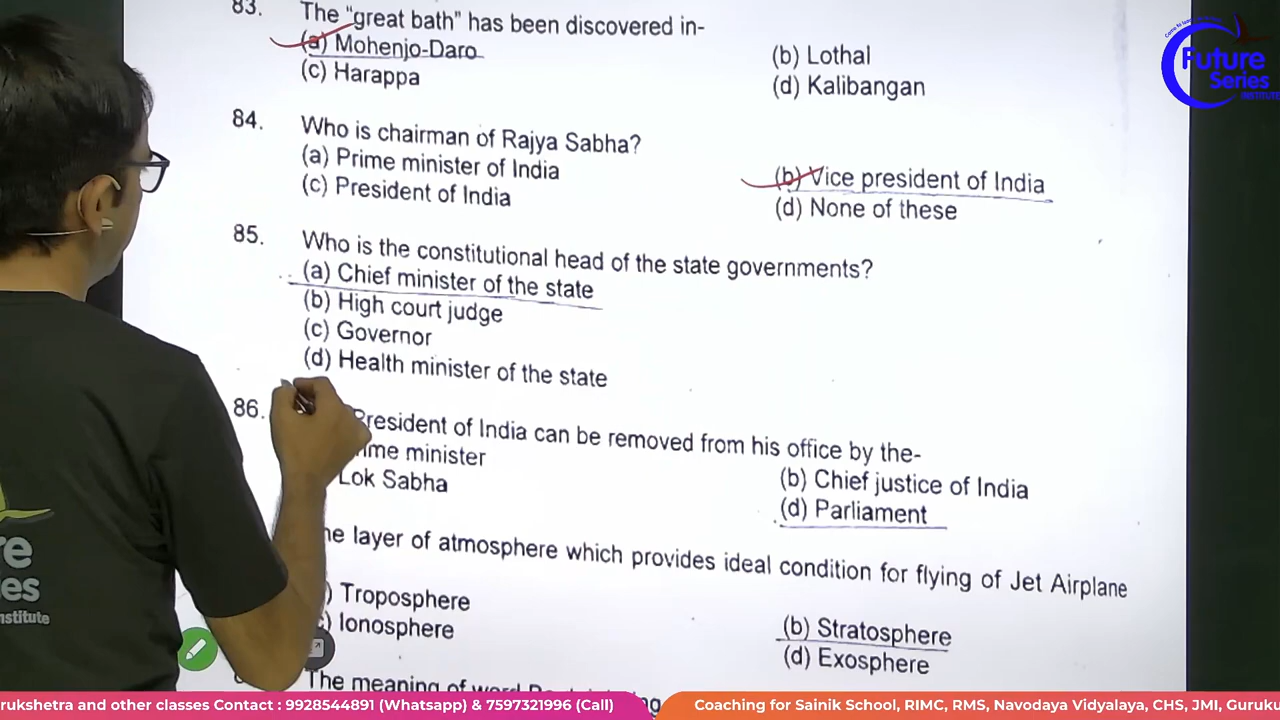 83. The "great bath" has been discovered in-
(a) Mohenjo-Daro (b) Lothal
(c) Harappa (d) Kalibangan
84. Who is chairman of Rajya Sabha?
(a) Prime minister of India (b) Vice president of India
(c) President of India (d) None of these
85. Who is the constitutional head of the state governments?
(a) Chief minister of the state
(b) High court judge
(c) Governor
(d) Health minister of the state
86. President of India can be removed from his office by the-
minister (b) Chief justice of India
Lok Sabha (d) Parliament
layer of atmosphere which provides ideal condition for flying of Jet Airplane
Troposphere (b) Stratosphere
Ionosphere (d) Exosphere
The meaning of word
Future
Series
INSTITUTE
nstitute
rukshetra and other classes Contact : 9928544891 (Whatsapp) & 7597321996 (Call)
Coaching for Sainik School, RIMC, RMS, Navodaya Vidyalaya, CHS, JMI, Guruku